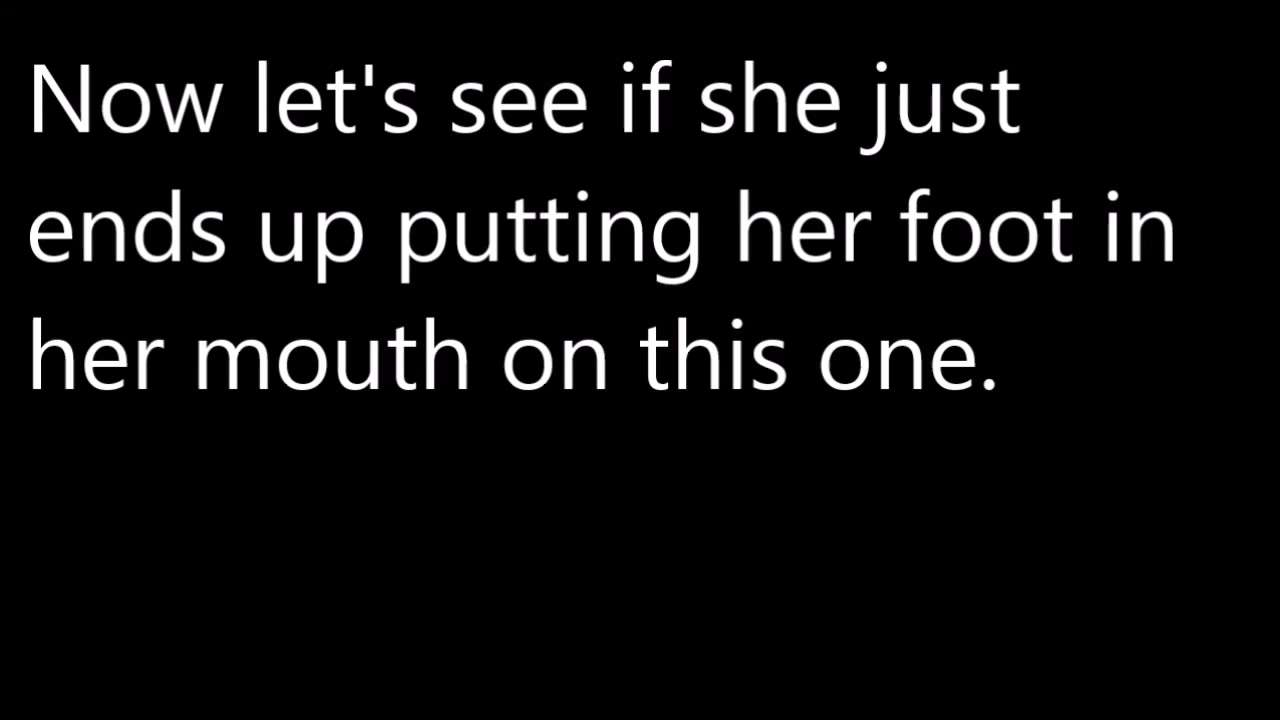 Now let's see if she just
ends up putting her foot in
her mouth on this one.